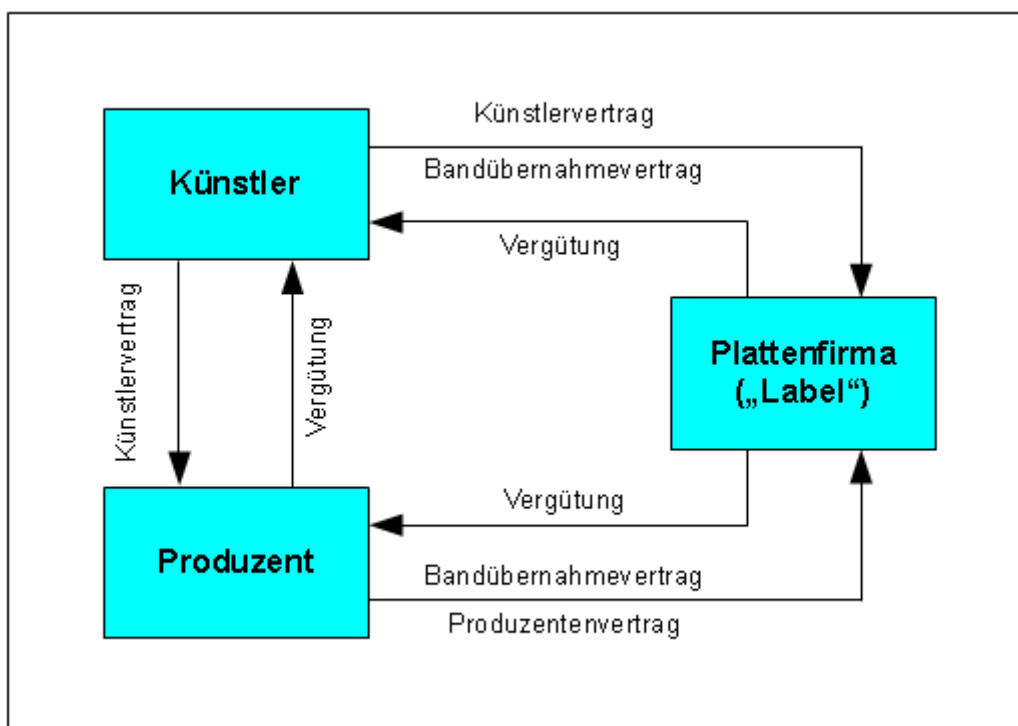 Künstlervertrag
Künstler
Bandübernahmevertrag
Vergütung
Künstlervertrag
Vergütung
Plattenfirma
(„Label“)
Vergütung
Produzent
Bandübernahmevertrag
Produzentenvertrag